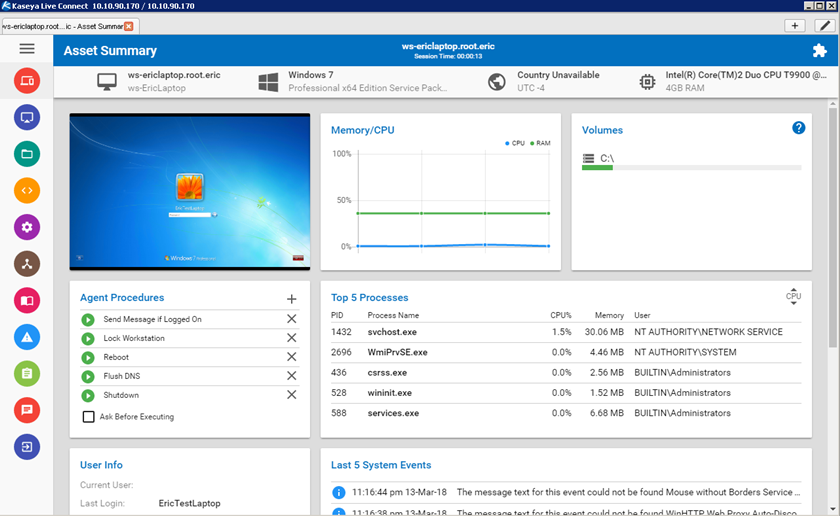 Kaseya Live Connect 10.10.90.170 / 10.10.90.170
ws-ericlaptop.root...ic - Asset Summar
Asset Summary
ws-ericlaptop.root.eric
Session Time: 00:00:13
ws-ericlaptop.root.eric
ws-EricLaptop
Windows 7
Professional x64 Edition Service Pack...
Country Unavailable
UTC -4
Intel(R) Core(TM)2 Duo CPU T9900 @...
4GB RAM
EricTestLaptop
Windows 7
Memory/CPU
CPU RAM
100%
50%
0%
Volumes
?
C:\
Agent Procedures
Send Message if Logged On
Lock Workstation
Reboot
Flush DNS
Shutdown
Ask Before Executing
Top 5 Processes
CPU
PID Process Name CPU% Memory User
1432 svchost.exe 1.5% 30.06 MB NT AUTHORITY\NETWORK SERVICE
2696 WmiPrvSE.exe 0.0% 4.46 MB NT AUTHORITY\SYSTEM
436 csrss.exe 0.0% 2.56 MB BUILTIN\Administrators
528 wininit.exe 0.0% 1.52 MB BUILTIN\Administrators
588 services.exe 0.0% 6.68 MB BUILTIN\Administrators
User Info
Current User:
Last Login: EricTestLaptop
Last 5 System Events
11:16:44 pm 13-Mar-18 The message text for this event could not be found Mouse without Borders Service ...
11:16:38 pm 13-Mar-18 The message text for this event could not be found WinHTTP Web Proxy Auto-Disco...